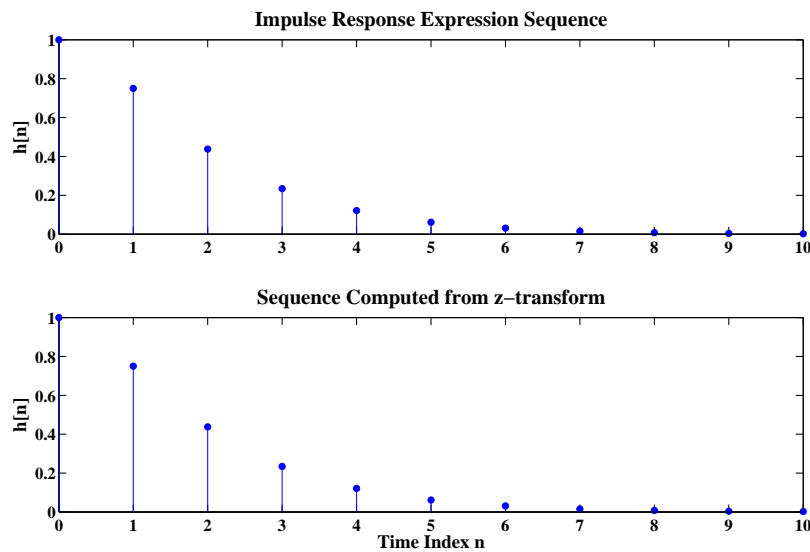 Impulse Response Expression Sequence
1
0.8
0.6
0.4
0.2
0
h[n]
0 1 2 3 4 5 6 7 8 9 10
Sequence Computed from z−transform
1
0.8
0.6
0.4
0.2
0
h[n]
0 1 2 3 4 5 6 7 8 9 10
Time Index n